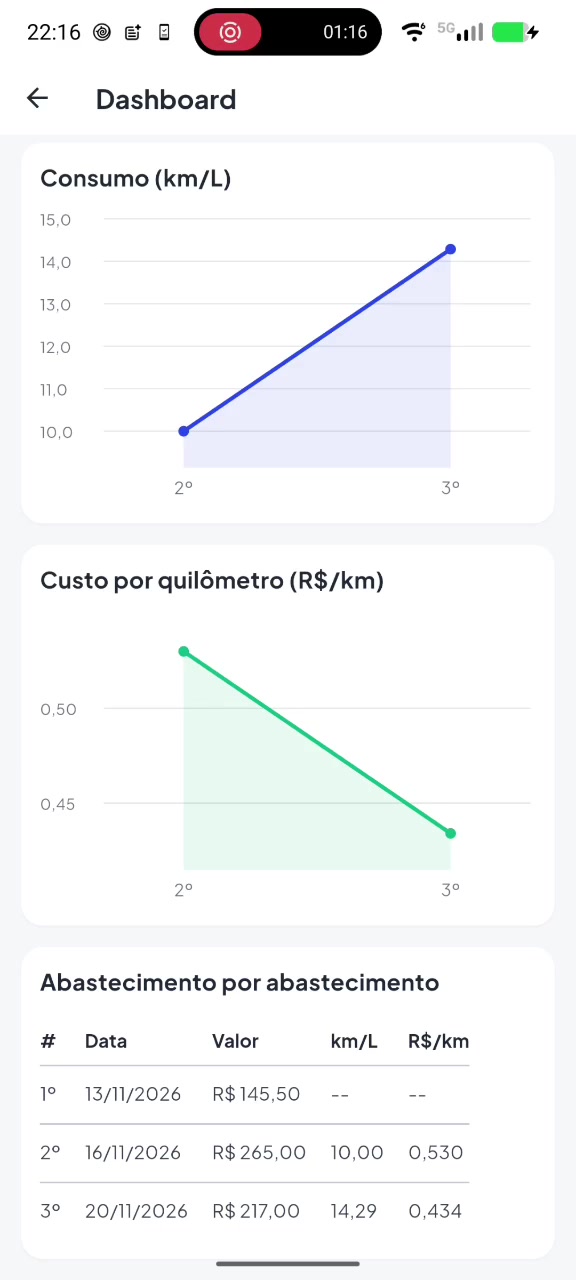 22:16 01:16 6 5G
Dashboard
Consumo (km/L)
15,0
14,0
13,0
12,0
11,0
10,0
2º 3º
Custo por quilômetro (R$/km)
0,50
0,45
2º 3º
Abastecimento por abastecimento
# Data Valor km/L R$/km
1º 13/11/2026 R$ 145,50 -- --
2º 16/11/2026 R$ 265,00 10,00 0,530
3º 20/11/2026 R$ 217,00 14,29 0,434